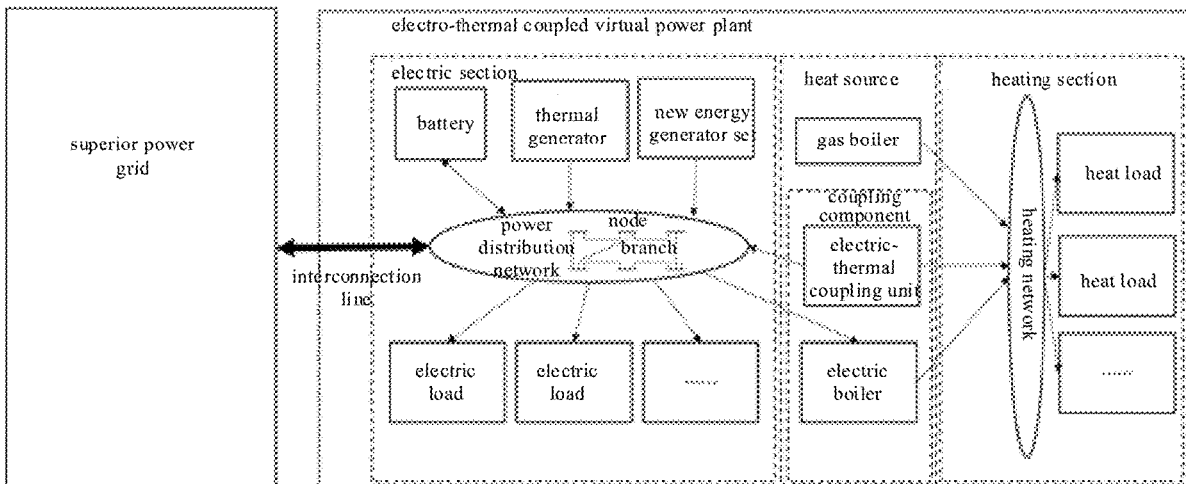 electro-thermal coupled virtual power plant
superior power
grid
interconnection
line
electric section
battery
thermal
generator
new energy
generator se
node
power
distribution
network
branch
electric
load
electric
load
......
heat source
gas boiler
coupling
component
electric-
thermal
coupling unit
electric
boiler
heating section
heating network
heat load
heat load
......